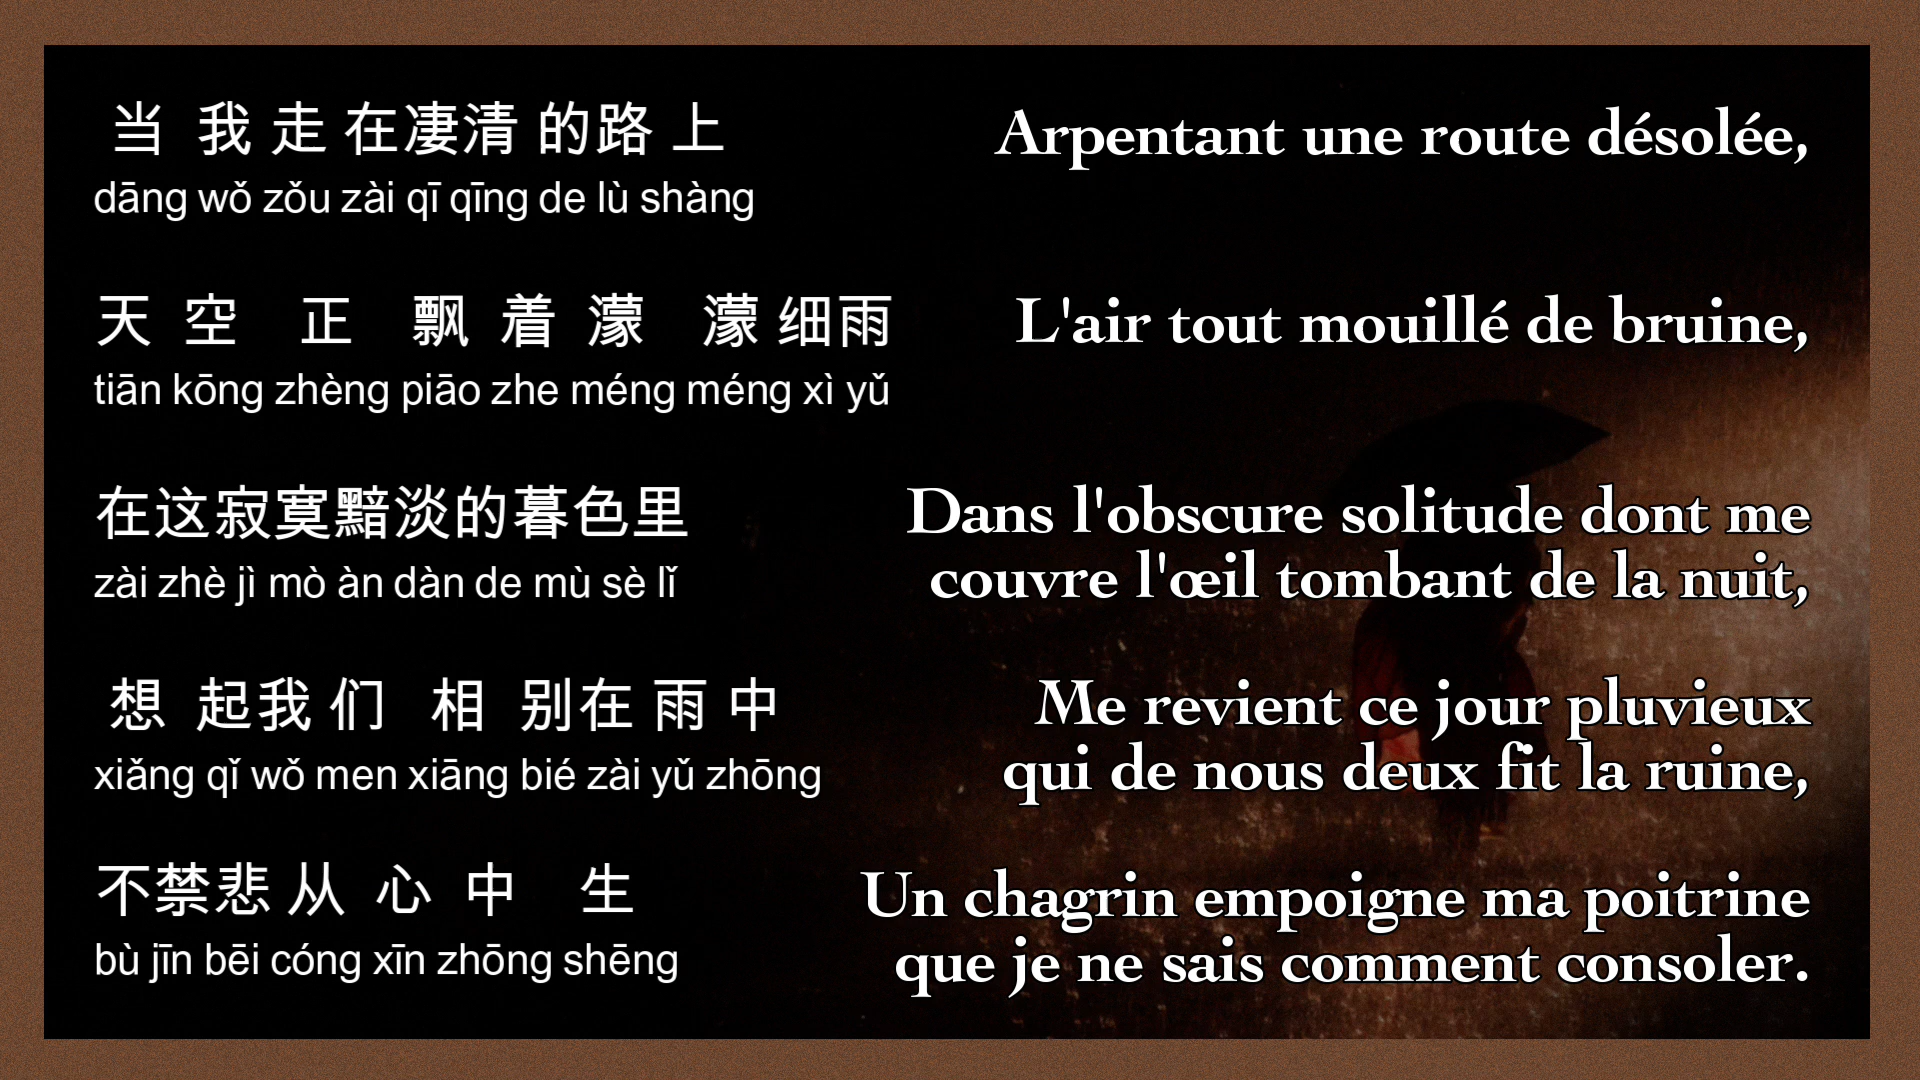 当我走在凄清的路上
dāng wǒ zǒu zài qī qīng de lù shàng
Arpentant une route désolée,
天空正飘着濛濛细雨
tiān kōng zhèng piāo zhe méng méng xì yǔ
L'air tout mouillé de bruine,
在这寂寞黯淡的暮色里
zài zhè jì mò àn dàn de mù sè lǐ
Dans l'obscure solitude dont me
couvre l'œil tombant de la nuit,
想起我们相别在雨中
xiǎng qǐ wǒ men xiāng bié zài yǔ zhōng
Me revient ce jour pluvieux
qui de nous deux fit la ruine,
不禁悲从心中生
bù jīn bēi cóng xīn zhōng shēng
Un chagrin empoigne ma poitrine
que je ne sais comment consoler.